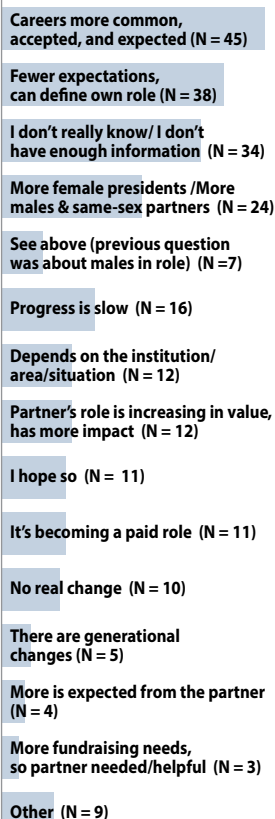 Careers more common,
accepted, and expected (N = 45)
Fewer expectations,
can define own role (N = 38)
I don't really know/ I don't
have enough information (N = 34)
More female presidents /More
males & same-sex partners (N = 24)
See above (previous question
was about males in role) (N =7)
Progress is slow (N = 16)
Depends on the institution/
area/situation (N = 12)
Partner's role is increasing in value,
has more impact (N = 12)
I hope so (N = 11)
It's becoming a paid role (N = 11)
No real change (N = 10)
There are generational
changes (N = 5)
More is expected from the partner
(N = 4)
More fundraising needs,
so partner needed/helpful (N = 3)
Other (N = 9)